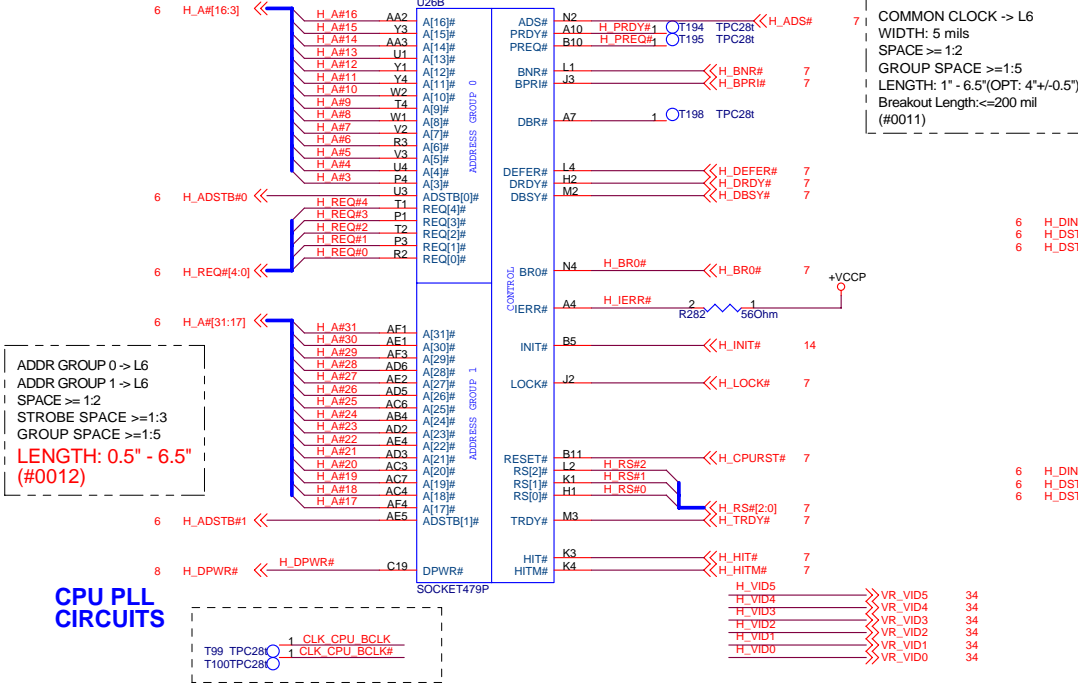 U26B
6 H_A#[16:3]
H_A#16 AA2 A[16]#
H_A#15 Y3 A[15]#
H_A#14 AA3 A[14]#
H_A#13 U1 A[13]#
H_A#12 Y1 A[12]#
H_A#11 Y4 A[11]#
H_A#10 W2 A[10]#
H_A#9 T4 A[9]#
H_A#8 W1 A[8]#
H_A#7 V2 A[7]#
H_A#6 R3 A[6]#
H_A#5 V3 A[5]#
H_A#4 U4 A[4]#
H_A#3 P4 A[3]#
6 H_ADSTB#0 U3 ADSTB[0]#
H_REQ#4 T1 REQ[4]#
H_REQ#3 P1 REQ[3]#
H_REQ#2 T2 REQ[2]#
H_REQ#1 P3 REQ[1]#
H_REQ#0 R2 REQ[0]#
6 H_REQ#[4:0]
ADDRESS GROUP 0
6 H_A#[31:17]
H_A#31 AF1 A[31]#
H_A#30 AE1 A[30]#
H_A#29 AF3 A[29]#
H_A#28 AD6 A[28]#
H_A#27 AE2 A[27]#
H_A#26 AD5 A[26]#
H_A#25 AC6 A[25]#
H_A#24 AB4 A[24]#
H_A#23 AD2 A[23]#
H_A#22 AE4 A[22]#
H_A#21 AD3 A[21]#
H_A#20 AC3 A[20]#
H_A#19 AC7 A[19]#
H_A#18 AC4 A[18]#
H_A#17 AF4 A[17]#
6 H_ADSTB#1 AE5 ADSTB[1]#
8 H_DPWR# H_DPWR# C19 DPWR#
ADDRESS GROUP 1
SOCKET479P
CONTROL
ADS# N2 H_ADS# 7
PRDY# A10 H_PRDY# 1 T194 TPC28t
PREQ# B10 H_PREQ# 1 T195 TPC28t
BNR# L1 H_BNR# 7
BPRI# J3 H_BPRI# 7
DBR# A7 1 T198 TPC28t
DEFER# L4 H_DEFER# 7
DRDY# H2 H_DRDY# 7
DBSY# M2 H_DBSY# 7
BR0# N4 H_BR0# H_BR0# 7
+VCCP
IERR# A4 H_IERR# 2 1
R282 56Ohm
INIT# B5 H_INIT# 14
LOCK# J2 H_LOCK# 7
RESET# B11 H_CPURST# 7
RS[2]# L2 H_RS#2
RS[1]# K1 H_RS#1
RS[0]# H1 H_RS#0
H_RS#[2:0] 7
TRDY# M3 H_TRDY# 7
HIT# K3 H_HIT# 7
HITM# K4 H_HITM# 7
COMMON CLOCK -> L6
WIDTH: 5 mils
SPACE >= 1:2
GROUP SPACE >=1:5
LENGTH: 1" - 6.5"(OPT: 4"+/-0.5")
Breakout Length:<=200 mil
(#0011)
6 H_DIN
6 H_DST
6 H_DST
6 H_DIN
6 H_DST
6 H_DST
ADDR GROUP 0 -> L6
ADDR GROUP 1 -> L6
SPACE >= 1:2
STROBE SPACE >=1:3
GROUP SPACE >=1:5
LENGTH: 0.5" - 6.5"
(#0012)
CPU PLL
CIRCUITS
T99 TPC28t 1 CLK_CPU_BCLK
T100TPC28t 1 CLK_CPU_BCLK#
H_VID5 VR_VID5 34
H_VID4 VR_VID4 34
H_VID3 VR_VID3 34
H_VID2 VR_VID2 34
H_VID1 VR_VID1 34
H_VID0 VR_VID0 34